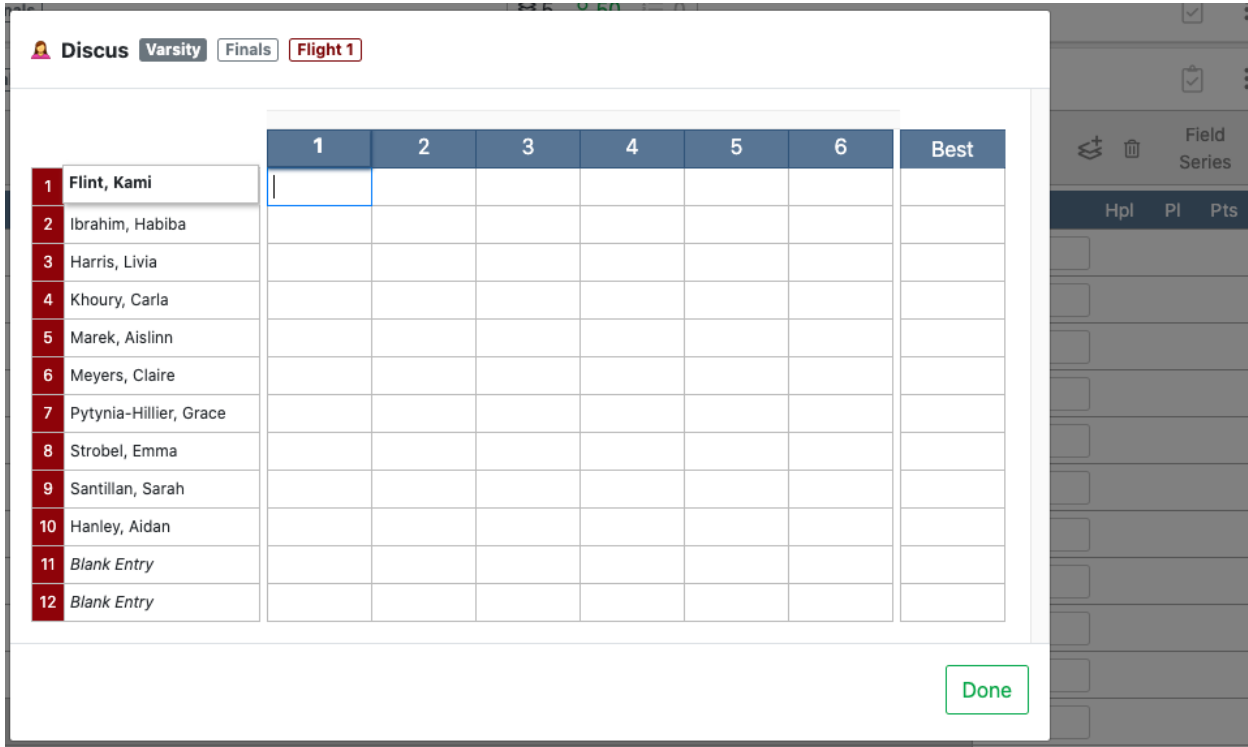 Discus Varsity Finals Flight 1
1 2 3 4 5 6 Best
1 Flint, Kami
2 Ibrahim, Habiba
3 Harris, Livia
4 Khoury, Carla
5 Marek, Aislinn
6 Meyers, Claire
7 Pytynia-Hillier, Grace
8 Strobel, Emma
9 Santillan, Sarah
10 Hanley, Aidan
11 Blank Entry
12 Blank Entry
Done
Field
Series
Hpl Pl Pts